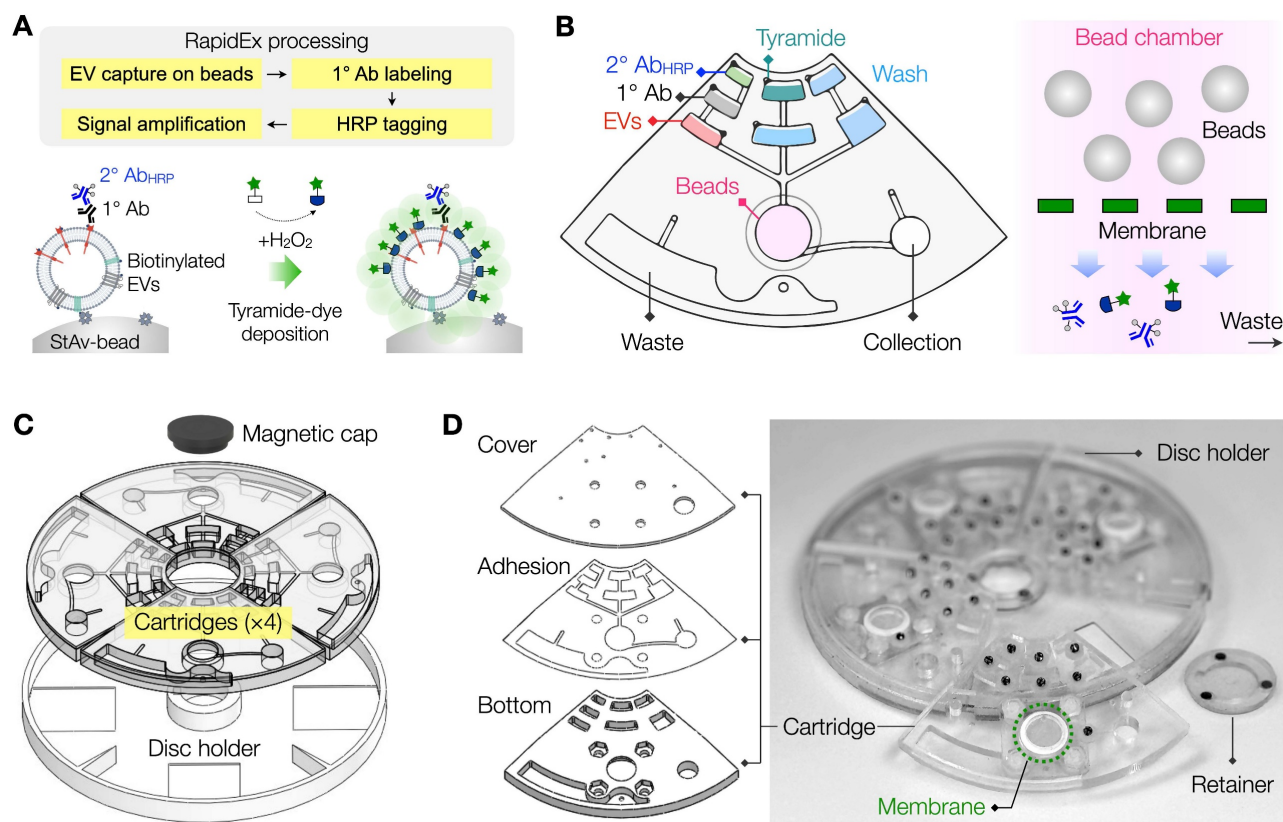 A
RapidEx processing
EV capture on beads
1° Ab labeling
Signal amplification
HRP tagging
2° AbHRP
1° Ab
Biotinylated
EVs
StAv-bead
+H2O2
Tyramide-dye
deposition
B
Tyramide
2° AbHRP
1° Ab
EVs
Wash
Beads
Waste
Collection
Bead chamber
Beads
Membrane
Waste
C
Magnetic cap
Cartridges (×4)
Disc holder
D
Cover
Adhesion
Bottom
Disc holder
Cartridge
Membrane
Retainer